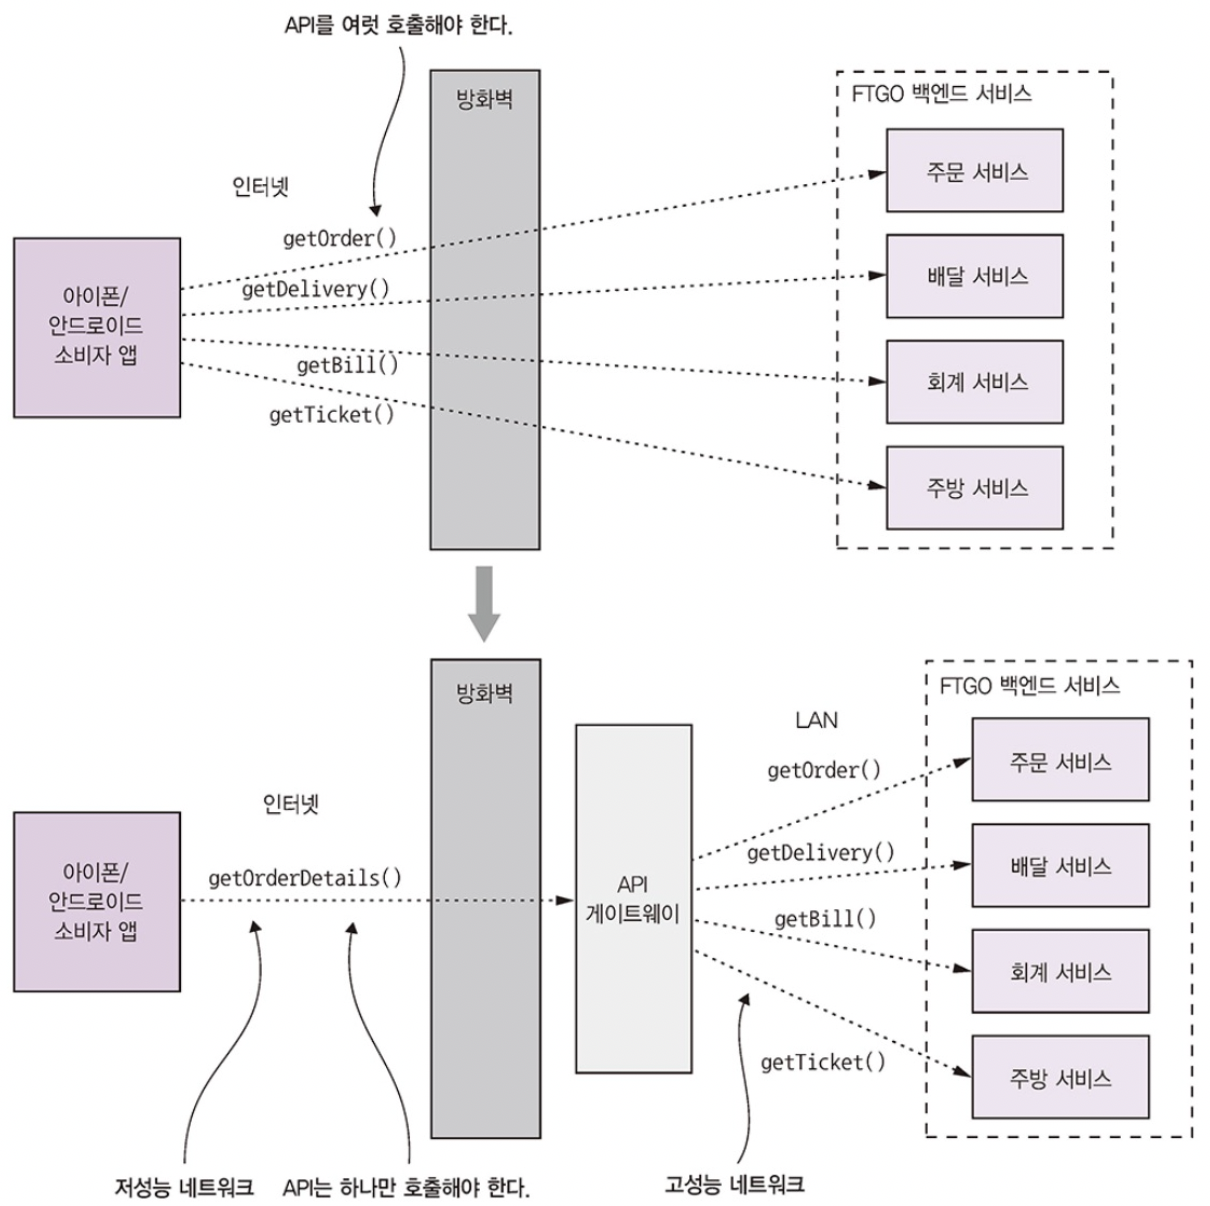 API를 여럿 호출해야 한다.
방화벽
FTGO 백엔드 서비스
주문 서비스
인터넷
getOrder()
배달 서비스
getDelivery()
아이폰/
안드로이드
소비자 앱
getBill()
회계 서비스
getTicket()
주방 서비스
방화벽
FTGO 백엔드 서비스
LAN
주문 서비스
getOrder()
인터넷
getDelivery()
배달 서비스
아이폰/
안드로이드
소비자 앱
getOrderDetails()
API
게이트웨이
getBill()
회계 서비스
getTicket()
주방 서비스
저성능 네트워크
API는 하나만 호출해야 한다.
고성능 네트워크